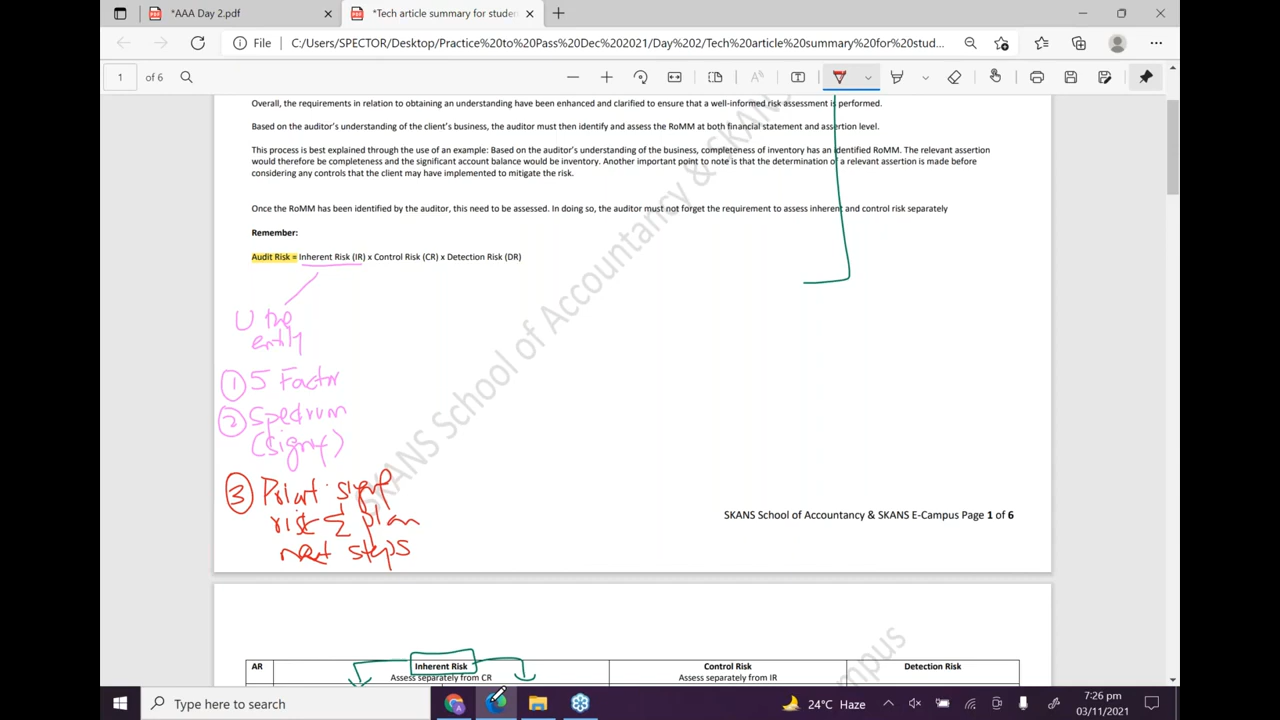 *AAA Day 2.pdf
*Tech article summary for studen
File
C:/Users/SPECTOR/Desktop/Practice%20to%20Pass%20Dec%202021/Day%202/Tech%20article%20summary%20for%20stud...
1 of 6
Overall, the requirements in relation to obtaining an understanding have been enhanced and clarified to ensure that a well-informed risk assessment is performed.
Based on the auditor's understanding of the client's business, the auditor must then identify and assess the RoMM at both financial statement and assertion level.
This process is best explained through the use of an example: Based on the auditor's understanding of the business, completeness of inventory has an identified RoMM. The relevant assertion
would therefore be completeness and the significant account balance would be inventory. Another important point to note is that the determination of a relevant assertion is made before
considering any controls that the client may have implemented to mitigate the risk.
Once the RoMM has been identified by the auditor, this need to be assessed. In doing so, the auditor must not forget the requirement to assess inherent and control risk separately
Remember:
Audit Risk = Inherent Risk (IR) x Control Risk (CR) x Detection Risk (DR)
U the
entity
① 5 Factor
② Spectrum
(signf)
③ signf
risk & plan
next steps
SKANS School of Accountancy & SKANS
SKANS School of Accountancy & SKANS E-Campus Page 1 of 6
mpus
AR
Inherent Risk
Control Risk
Detection Risk
Assess separately from CR
Assess separately from IR
Type here to search
24°C Haze
7:26 pm
03/11/2021